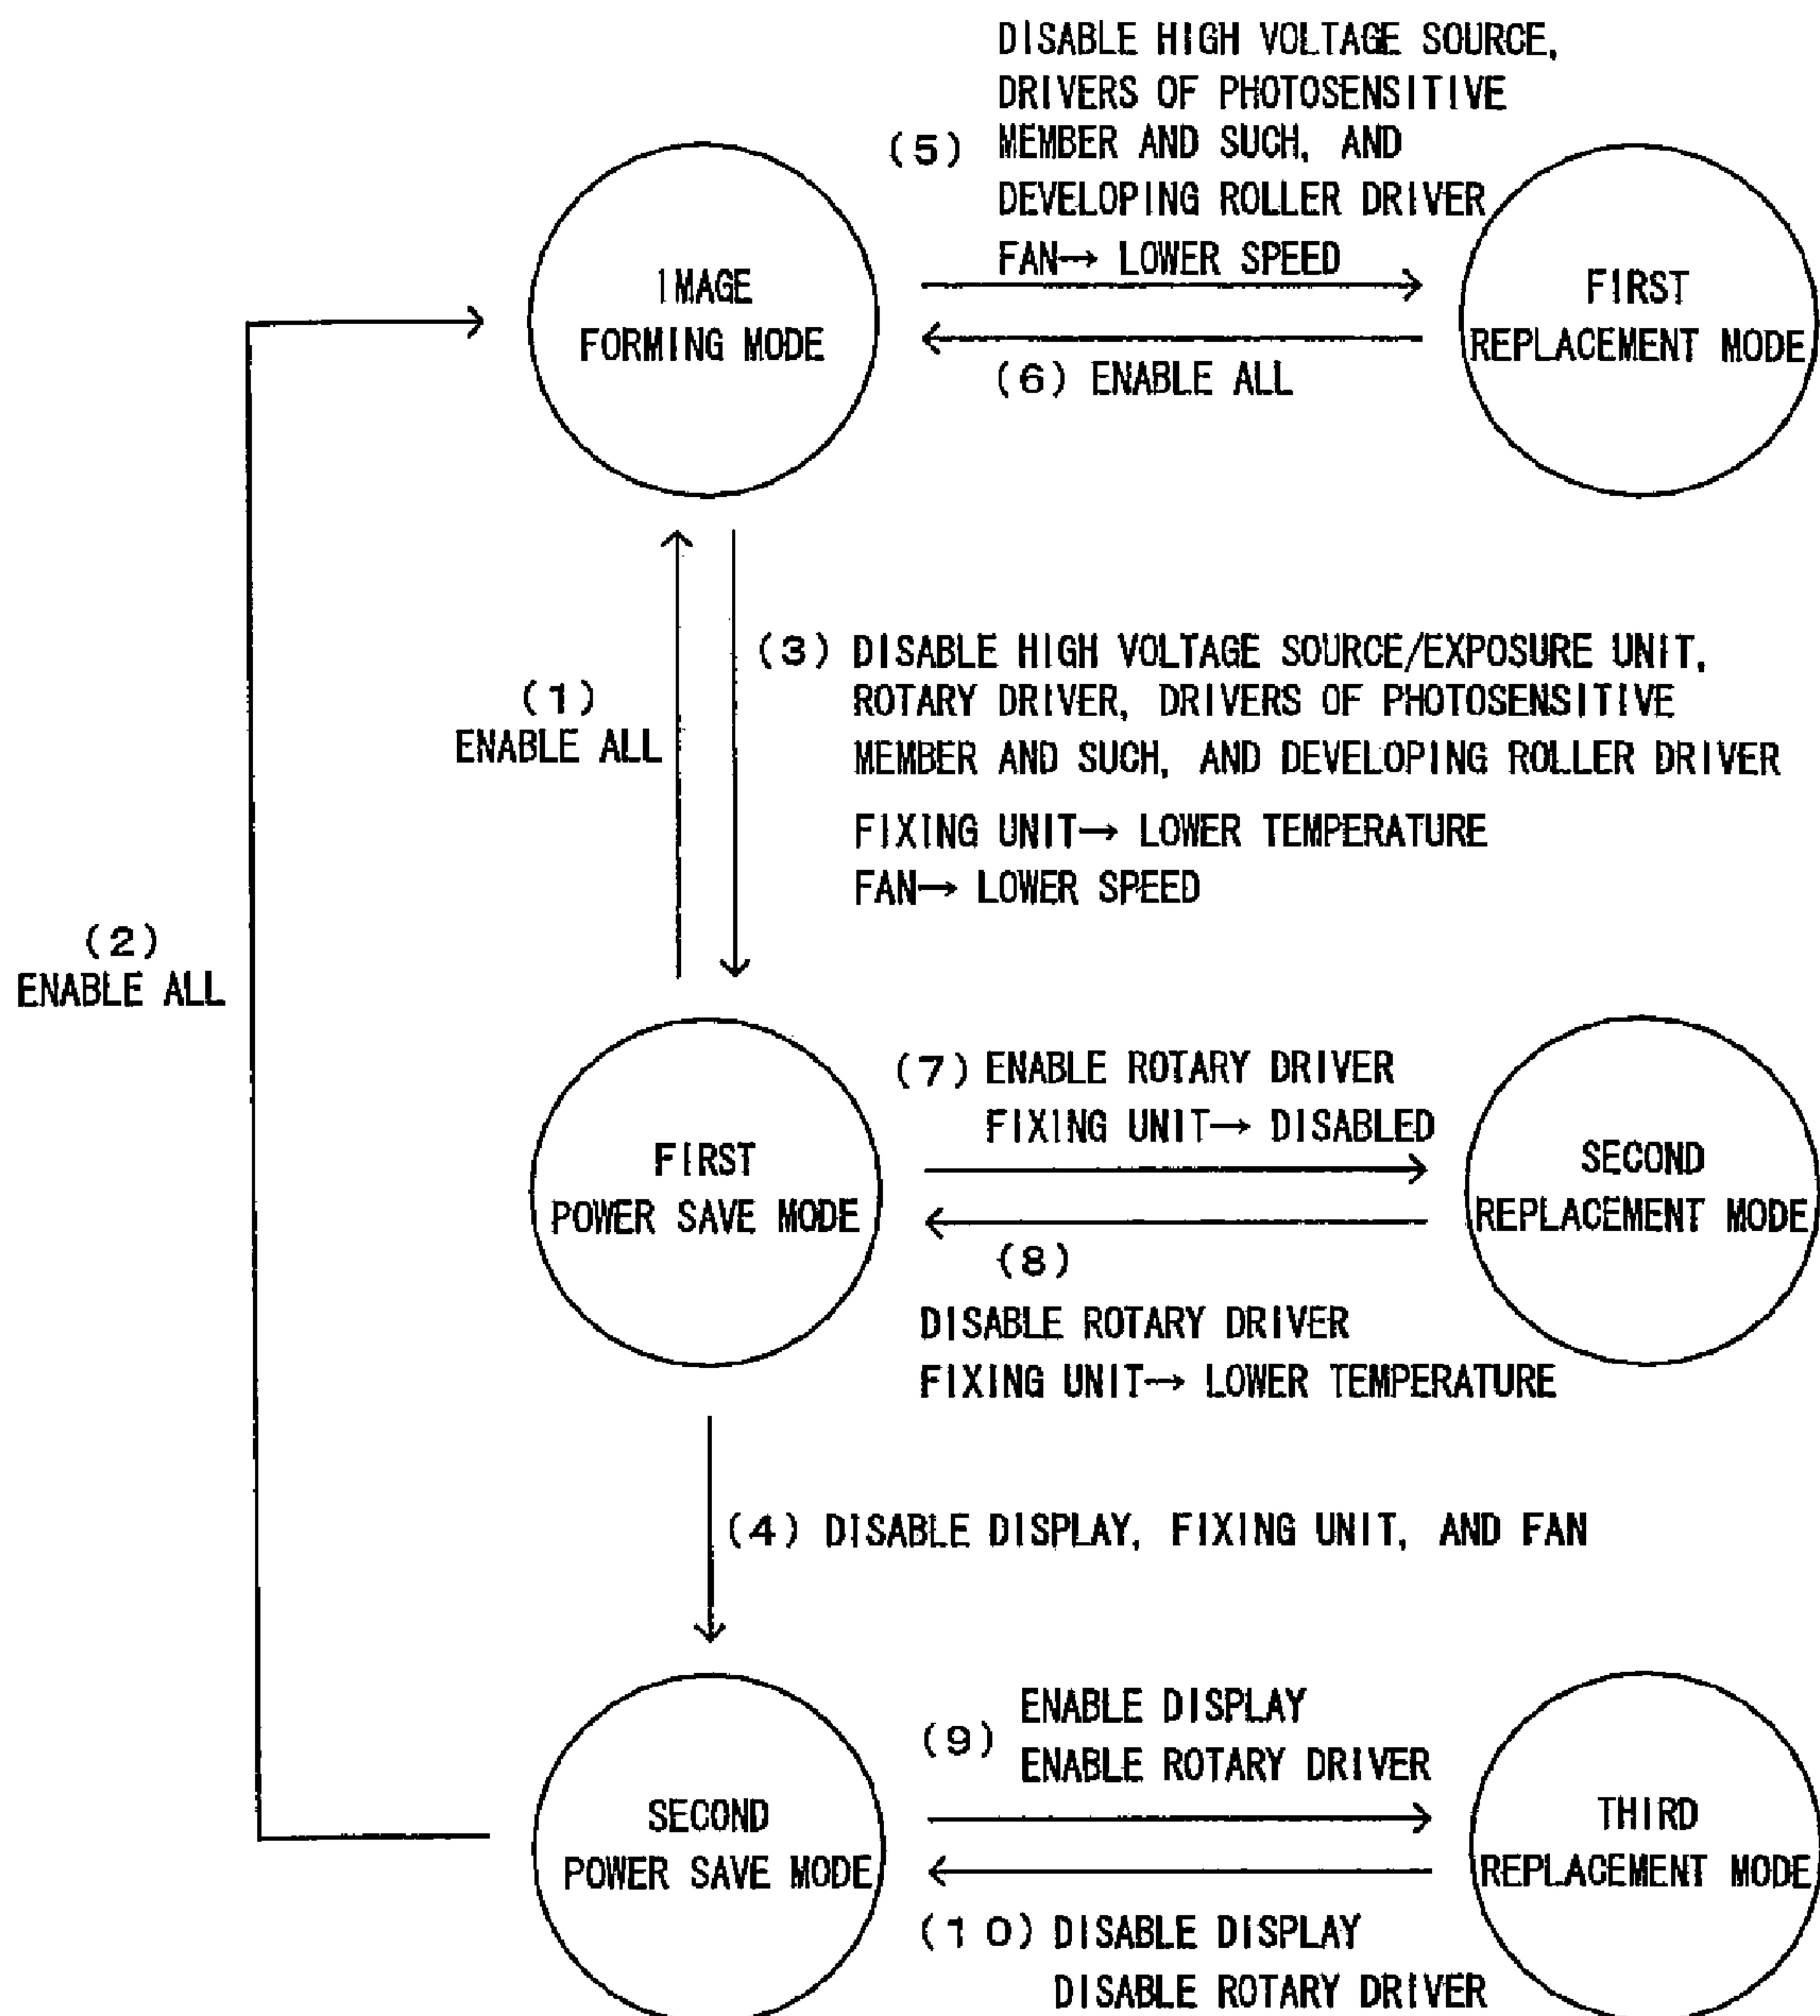 DISABLE HIGH VOLTAGE SOURCE,
DRIVERS OF PHOTOSENSITIVE
(5) MEMBER AND SUCH, AND
DEVELOPING ROLLER DRIVER
FAN→ LOWER SPEED
IMAGE
FORMING MODE
FIRST
REPLACEMENT MODE
(6) ENABLE ALL
(1)
ENABLE ALL
(3) DISABLE HIGH VOLTAGE SOURCE/EXPOSURE UNIT,
ROTARY DRIVER, DRIVERS OF PHOTOSENSITIVE
MEMBER AND SUCH, AND DEVELOPING ROLLER DRIVER
FIXING UNIT→ LOWER TEMPERATURE
FAN→ LOWER SPEED
(2)
ENABLE ALL
(7) ENABLE ROTARY DRIVER
FIXING UNIT→ DISABLED
FIRST
POWER SAVE MODE
SECOND
REPLACEMENT MODE
(8)
DISABLE ROTARY DRIVER
FIXING UNIT→ LOWER TEMPERATURE
(4) DISABLE DISPLAY, FIXING UNIT, AND FAN
(9) ENABLE DISPLAY
ENABLE ROTARY DRIVER
SECOND
POWER SAVE MODE
THIRD
REPLACEMENT MODE
(10) DISABLE DISPLAY
DISABLE ROTARY DRIVER